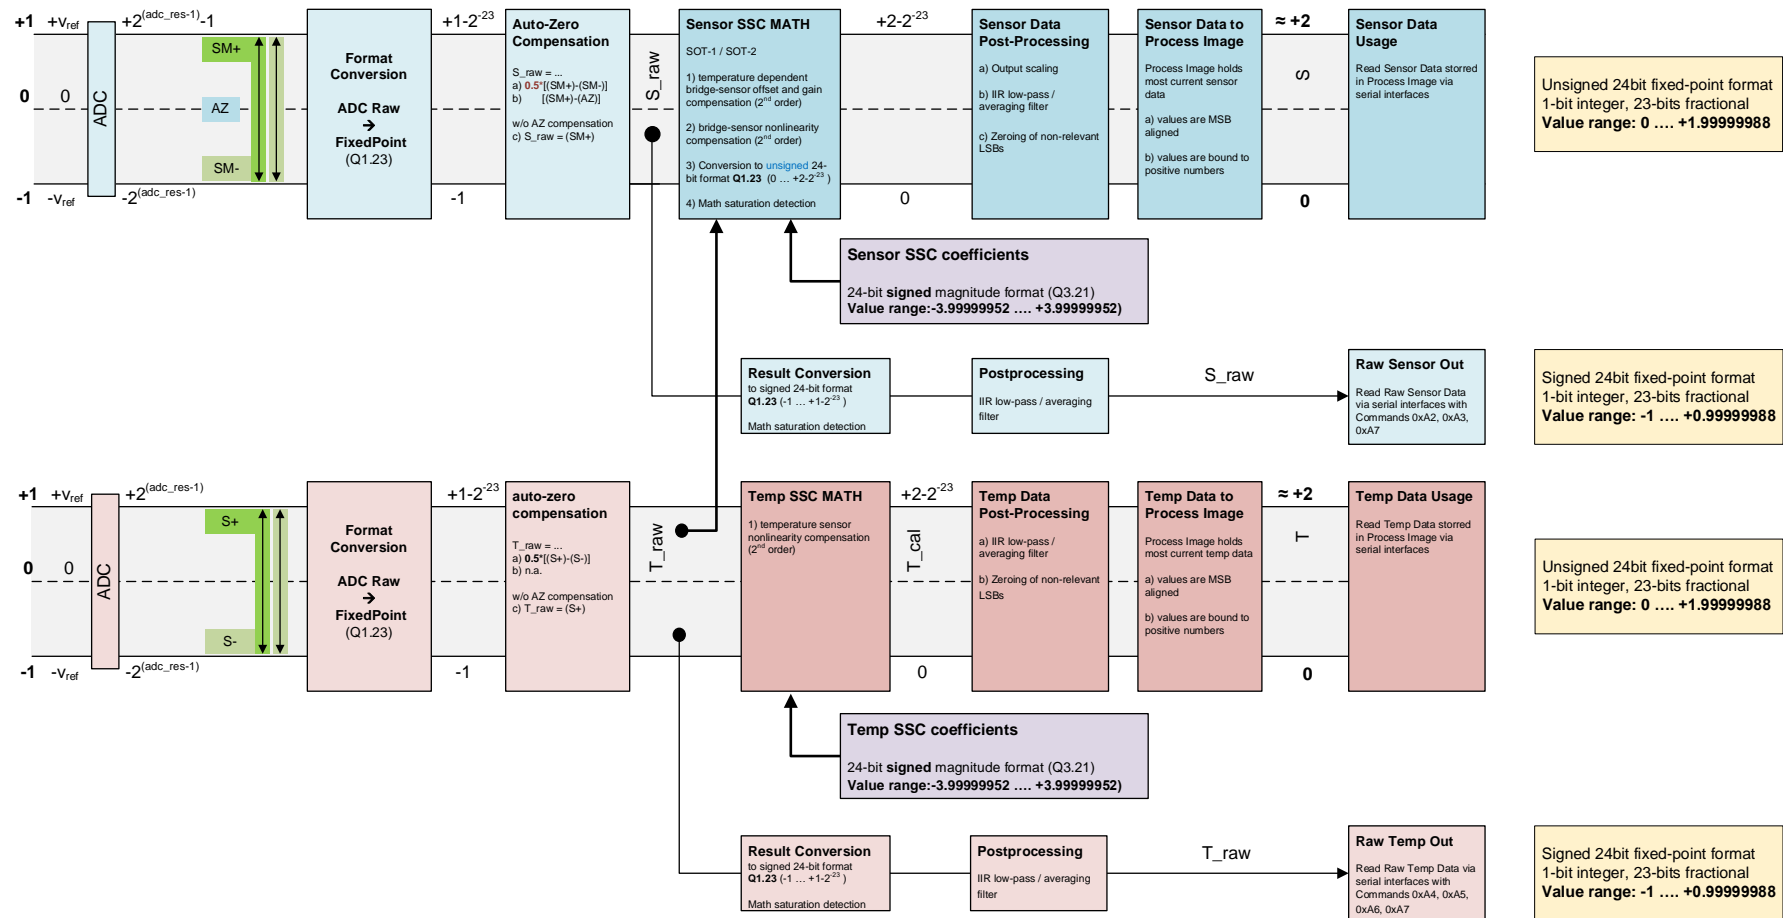 +1
+v_ref
+2^(adc_res-1) -1
0
0
-1
-v_ref
-2^(adc_res-1)
ADC
SM+
AZ
SM-
Format
Conversion
ADC Raw
→
FixedPoint
(Q1.23)
+1-2^-23
-1
Auto-Zero
Compensation
S_raw = ...
a) 0.5*[(SM+)-(SM-)]
b) [(SM+)-(AZ)]
w/o AZ compensation
c) S_raw = (SM+)
S_raw
Sensor SSC MATH
SOT-1 / SOT-2
1) temperature dependent
bridge-sensor offset and gain
compensation (2nd order)
2) bridge-sensor nonlinearity
compensation (2nd order)
3) Conversion to unsigned 24-
bit format Q1.23 (0 ... +2-2^-23 )
4) Math saturation detection
+2-2^-23
0
Sensor Data
Post-Processing
a) Output scaling
b) IIR low-pass /
averaging filter
c) Zeroing of non-relevant
LSBs
Sensor Data to
Process Image
Process Image holds
most current sensor
data
a) values are MSB
aligned
b) values are bound to
positive numbers
≈ +2
S
0
Sensor Data
Usage
Read Sensor Data storred
in Process Image via
serial interfaces
Unsigned 24bit fixed-point format
1-bit integer, 23-bits fractional
Value range: 0 .... +1.99999988
Sensor SSC coefficients
24-bit signed magnitude format (Q3.21)
Value range:-3.99999952 .... +3.99999952)
Result Conversion
to signed 24-bit format
Q1.23 (-1 ... +1-2^-23 )
Math saturation detection
Postprocessing
IIR low-pass / averaging
filter
S_raw
Raw Sensor Out
Read Raw Sensor Data
via serial interfaces with
Commands 0xA2, 0xA3,
0xA7
Signed 24bit fixed-point format
1-bit integer, 23-bits fractional
Value range: -1 .... +0.99999988
+1
+v_ref
+2^(adc_res-1)
0
0
-1
-v_ref
-2^(adc_res-1)
ADC
S+
S-
Format
Conversion
ADC Raw
→
FixedPoint
(Q1.23)
+1-2^-23
-1
auto-zero
compensation
T_raw = ...
a) 0.5*[(S+)-(S-)]
b) n.a.
w/o AZ compensation
c) T_raw = (S+)
T_raw
Temp SSC MATH
1) temperature sensor
nonlinearity compensation
(2nd order)
+2-2^-23
T_cal
0
Temp Data
Post-Processing
a) IIR low-pass /
averaging filter
b) Zeroing of non-relevant
LSBs
Temp Data to
Process Image
Process Image holds
most current temp data
a) values are MSB
aligned
b) values are bound to
positive numbers
≈ +2
T
0
Temp Data Usage
Read Temp Data storred
in Process Image via
serial interfaces
Unsigned 24bit fixed-point format
1-bit integer, 23-bits fractional
Value range: 0 .... +1.99999988
Temp SSC coefficients
24-bit signed magnitude format (Q3.21)
Value range:-3.99999952 .... +3.99999952)
Result Conversion
to signed 24-bit format
Q1.23 (-1 ... +1-2^-23 )
Math saturation detection
Postprocessing
IIR low-pass / averaging
filter
T_raw
Raw Temp Out
Read Raw Temp Data via
serial interfaces with
Commands 0xA4, 0xA5,
0xA6, 0xA7
Signed 24bit fixed-point format
1-bit integer, 23-bits fractional
Value range: -1 .... +0.99999988